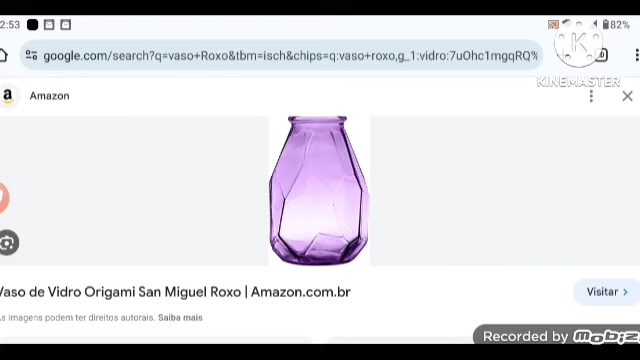 2:53
82%
google.com/search?q=vaso+Roxo&tbm=isch&chips=q:vaso+roxo,g_1:vidro:7uOhc1mgqRQ%
K
KINEMASTER
a Amazon
Vaso de Vidro Origami San Miguel Roxo | Amazon.com.br
Visitar >
As imagens podem ter direitos autorais. Saiba mais
Recorded by